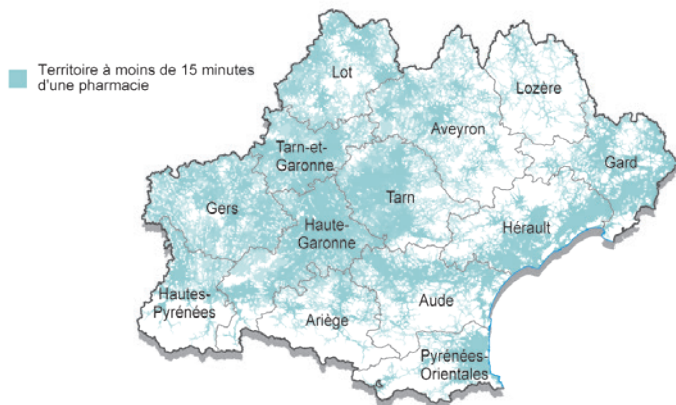 Territoire à moins de 15 minutes
d'une pharmacie
Lot
Lozère
Aveyron
Tarn-et-
Garonne
Gard
Tarn
Gers
Haute-
Garonne
Hérault
Hautes-
Pyrénées
Aude
Ariège
Pyrénées-
Orientales